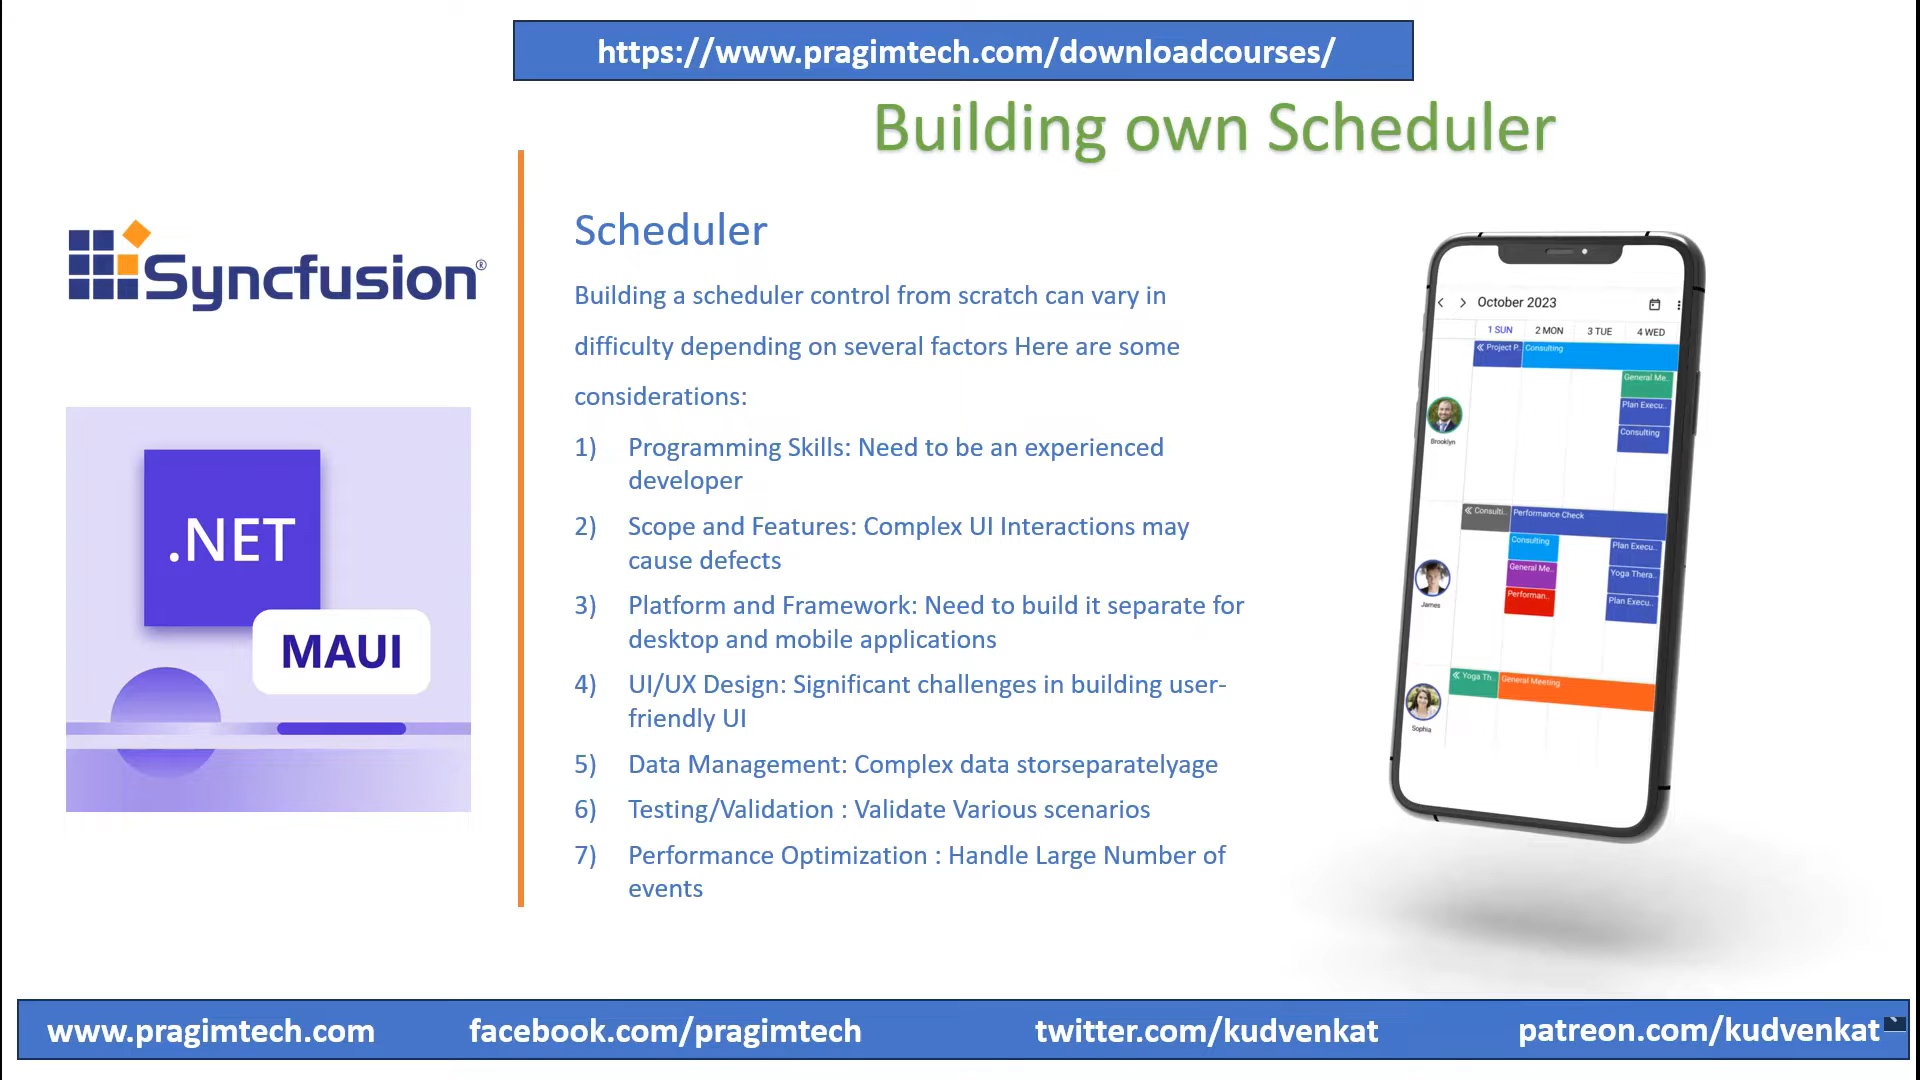 https://www.pragimtech.com/downloadcourses/
Building own Scheduler
Syncfusion®
.NET
MAUI
Scheduler
Building a scheduler control from scratch can vary in
difficulty depending on several factors Here are some
considerations:
1) Programming Skills: Need to be an experienced
developer
2) Scope and Features: Complex UI Interactions may
cause defects
3) Platform and Framework: Need to build it separate for
desktop and mobile applications
4) UI/UX Design: Significant challenges in building user-
friendly UI
5) Data Management: Complex data storseparatelyage
6) Testing/Validation : Validate Various scenarios
7) Performance Optimization : Handle Large Number of
events
October 2023
1 SUN 2 MON 3 TUE 4 WED
Project P.. Consulting
General Me..
Plan Execu..
Consulting
Brooklyn
Consulti.. Performance Check
Consulting Plan Execu..
General Me.. Yoga Thera..
Performan.. Plan Execu..
James
Yoga Th.. General Meeting
Sophia
www.pragimtech.com facebook.com/pragimtech twitter.com/kudvenkat patreon.com/kudvenkat